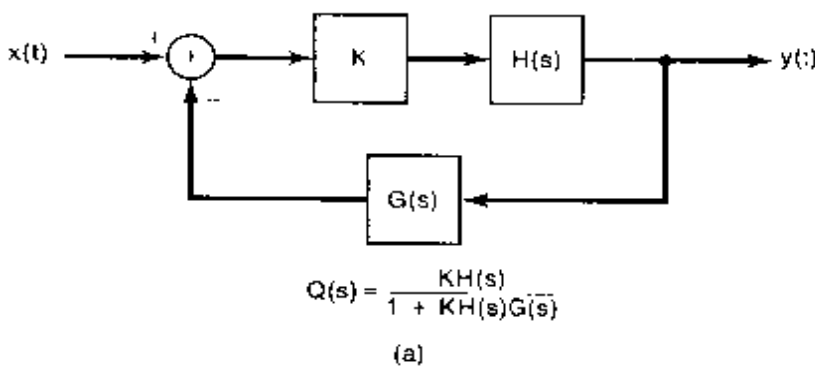 x(t)
+
+
K
H(s)
y(t)
−
G(s)
Q(s) = KH(s) / 1 + KH(s)G(s)
(a)